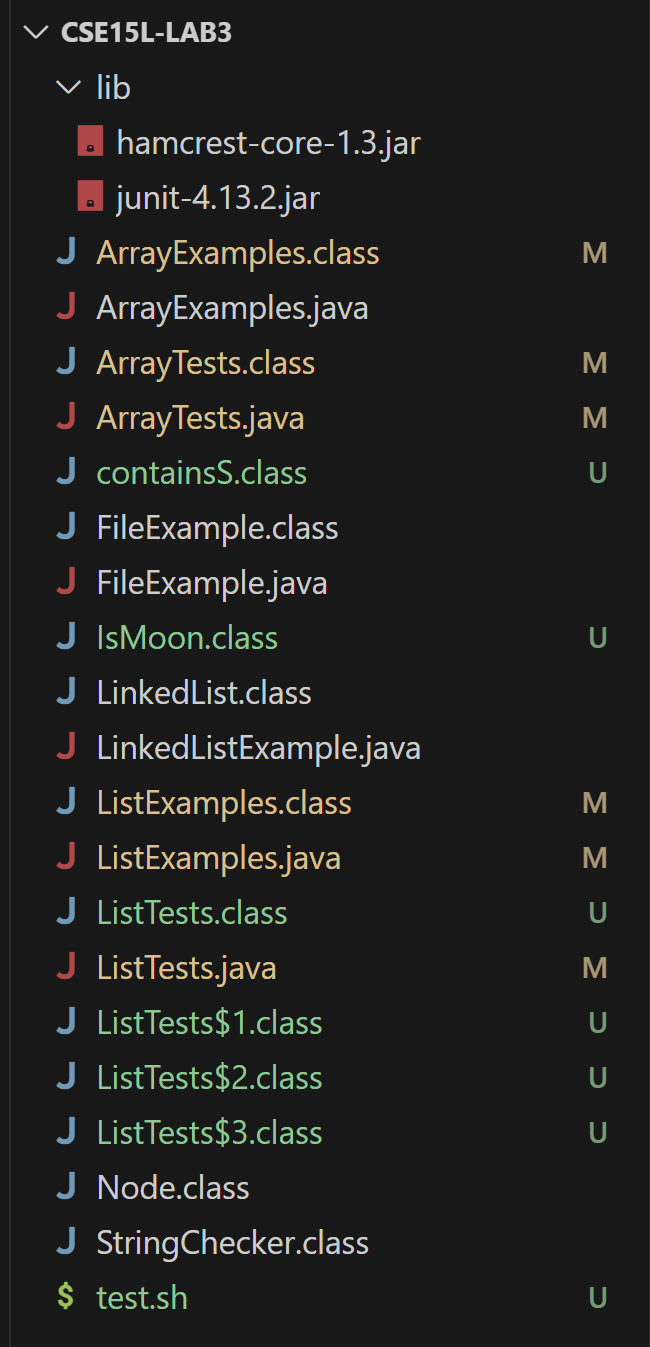 CSE15L-LAB3
lib
hamcrest-core-1.3.jar
junit-4.13.2.jar
ArrayExamples.class M
ArrayExamples.java
ArrayTests.class M
ArrayTests.java M
containsS.class U
FileExample.class
FileExample.java
IsMoon.class U
LinkedList.class
LinkedListExample.java
ListExamples.class M
ListExamples.java M
ListTests.class U
ListTests.java M
ListTests$1.class U
ListTests$2.class U
ListTests$3.class U
Node.class
StringChecker.class
$ test.sh U